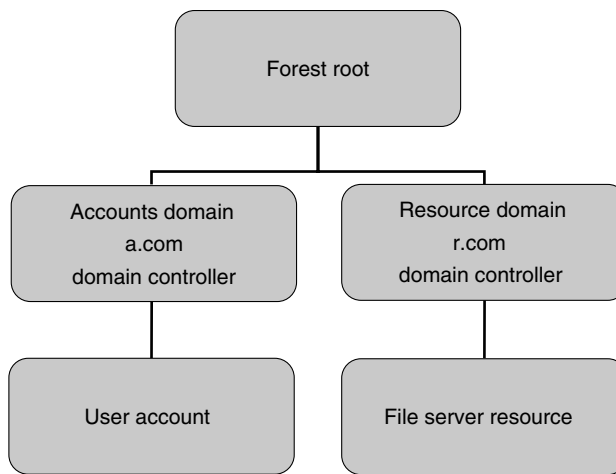 Forest root
Accounts domain
a.com
domain controller
Resource domain
r.com
domain controller
User account
File server resource